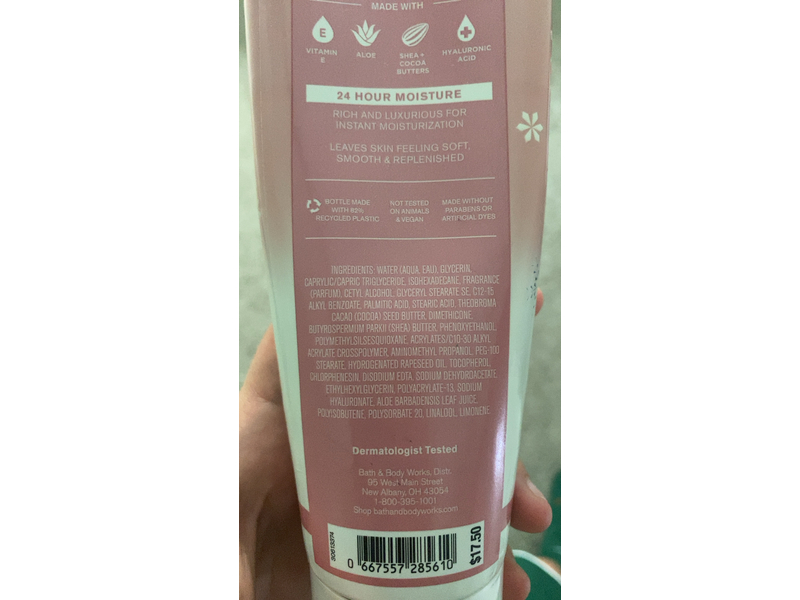 MADE WITH
E
VITAMIN E
ALOE
SHEA + COCOA BUTTERS
HYALURONIC ACID
24 HOUR MOISTURE
RICH AND LUXURIOUS FOR
INSTANT MOISTURIZATION
LEAVES SKIN FEELING SOFT,
SMOOTH & REPLENISHED
BOTTLE MADE
WITH 82%
RECYCLED PLASTIC
NOT TESTED
ON ANIMALS
& VEGAN
MADE WITHOUT
PARABENS OR
ARTIFICIAL DYES
INGREDIENTS: WATER (AQUA, EAU), GLYCERIN,
CAPRYLIC/CAPRIC TRIGLYCERIDE, ISOHEXADECANE, FRAGRANCE
(PARFUM), CETYL ALCOHOL, GLYCERYL STEARATE SE, C12-15
ALKYL BENZOATE, PALMITIC ACID, STEARIC ACID, THEOBROMA
CACAO (COCOA) SEED BUTTER, DIMETHICONE,
BUTYROSPERMUM PARKII (SHEA) BUTTER, PHENOXYETHANOL,
POLYMETHYLSILSESQUIOXANE, ACRYLATES/C10-30 ALKYL
ACRYLATE CROSSPOLYMER, AMINOMETHYL PROPANOL, PEG-100
STEARATE, HYDROGENATED RAPESEED OIL, TOCOPHEROL,
CHLORPHENESIN, DISODIUM EDTA, SODIUM DEHYDROACETATE,
ETHYLHEXYLGLYCERIN, POLYACRYLATE-13, SODIUM
HYALURONATE, ALOE BARBADENSIS LEAF JUICE,
POLYISOBUTENE, POLYSORBATE 20, LINALOOL, LIMONENE
Dermatologist Tested
Bath & Body Works, Distr.
95 West Main Street
New Albany, OH 43054
1-800-395-1001
Shop bathandbodyworks.com
0 667557 285610
$17.50